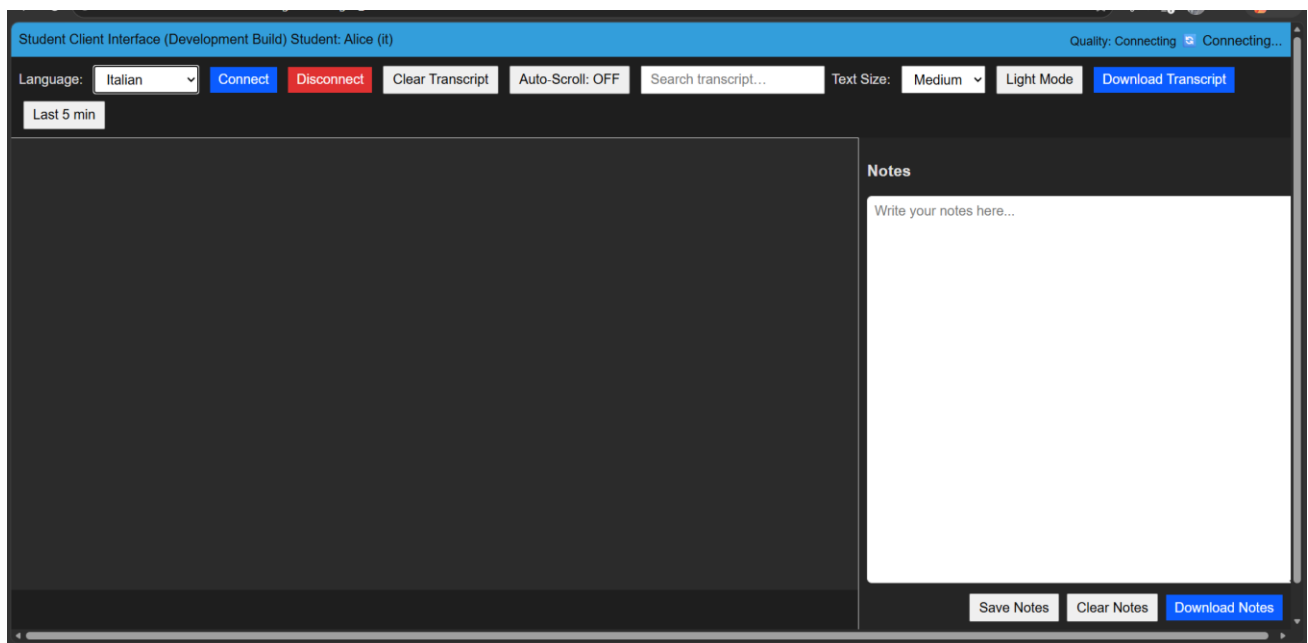 Student Client Interface (Development Build) Student: Alice (it)
Quality: Connecting Connecting...
Language: Italian Connect Disconnect Clear Transcript Auto-Scroll: OFF Search transcript... Text Size: Medium Light Mode Download Transcript
Last 5 min
Notes
Write your notes here...
Save Notes Clear Notes Download Notes